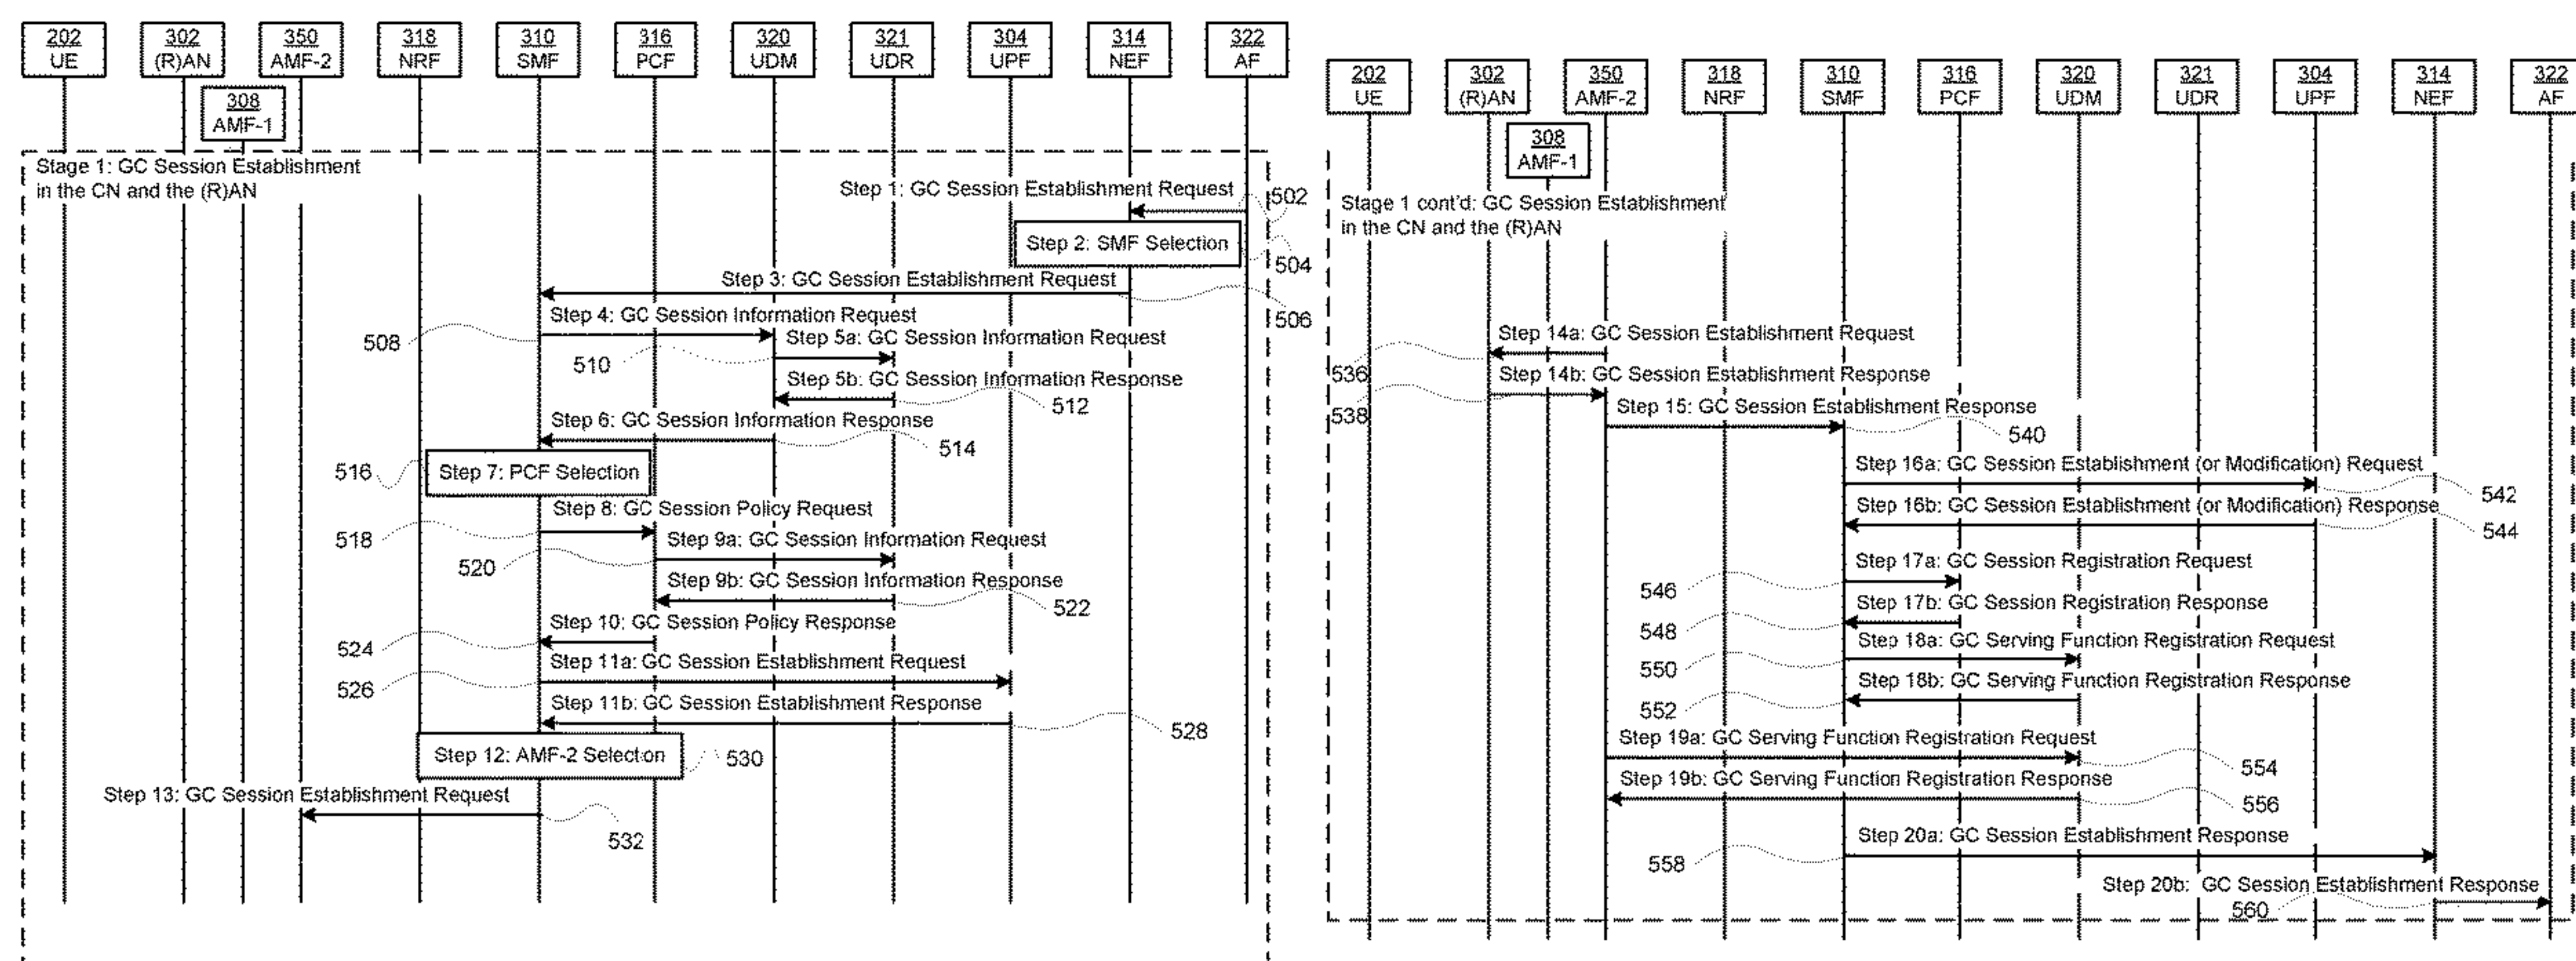 202
UE
302
(R)AN
350
AMF-2
318
NRF
310
SMF
316
PCF
320
UDM
321
UDR
304
UPF
314
NEF
322
AF
308
AMF-1
Stage 1: GC Session Establishment
in the CN and the (R)AN
Step 1: GC Session Establishment Request
502
Step 2: SMF Selection
504
Step 3: GC Session Establishment Request
506
Step 4: GC Session Information Request
508
Step 5a: GC Session Information Request
510
Step 5b: GC Session Information Response
512
Step 6: GC Session Information Response
514
516
Step 7: PCF Selection
Step 8: GC Session Policy Request
518
Step 9a: GC Session Information Request
520
Step 9b: GC Session Information Response
522
Step 10: GC Session Policy Response
524
Step 11a: GC Session Establishment Request
526
Step 11b: GC Session Establishment Response
528
Step 12: AMF-2 Selection
530
Step 13: GC Session Establishment Request
532
202
UE
302
(R)AN
350
AMF-2
318
NRF
310
SMF
316
PCF
320
UDM
321
UDR
304
UPF
314
NEF
322
AF
308
AMF-1
Stage 1 cont'd: GC Session Establishment
in the CN and the (R)AN
Step 14a: GC Session Establishment Request
536
Step 14b: GC Session Establishment Response
538
Step 15: GC Session Establishment Response
540
Step 16a: GC Session Establishment (or Modification) Request
542
Step 16b: GC Session Establishment (or Modification) Response
544
Step 17a: GC Session Registration Request
546
Step 17b: GC Session Registration Response
548
Step 18a: GC Serving Function Registration Request
550
Step 18b: GC Serving Function Registration Response
552
Step 19a: GC Serving Function Registration Request
554
Step 19b: GC Serving Function Registration Response
556
Step 20a: GC Session Establishment Response
558
Step 20b: GC Session Establishment Response
560